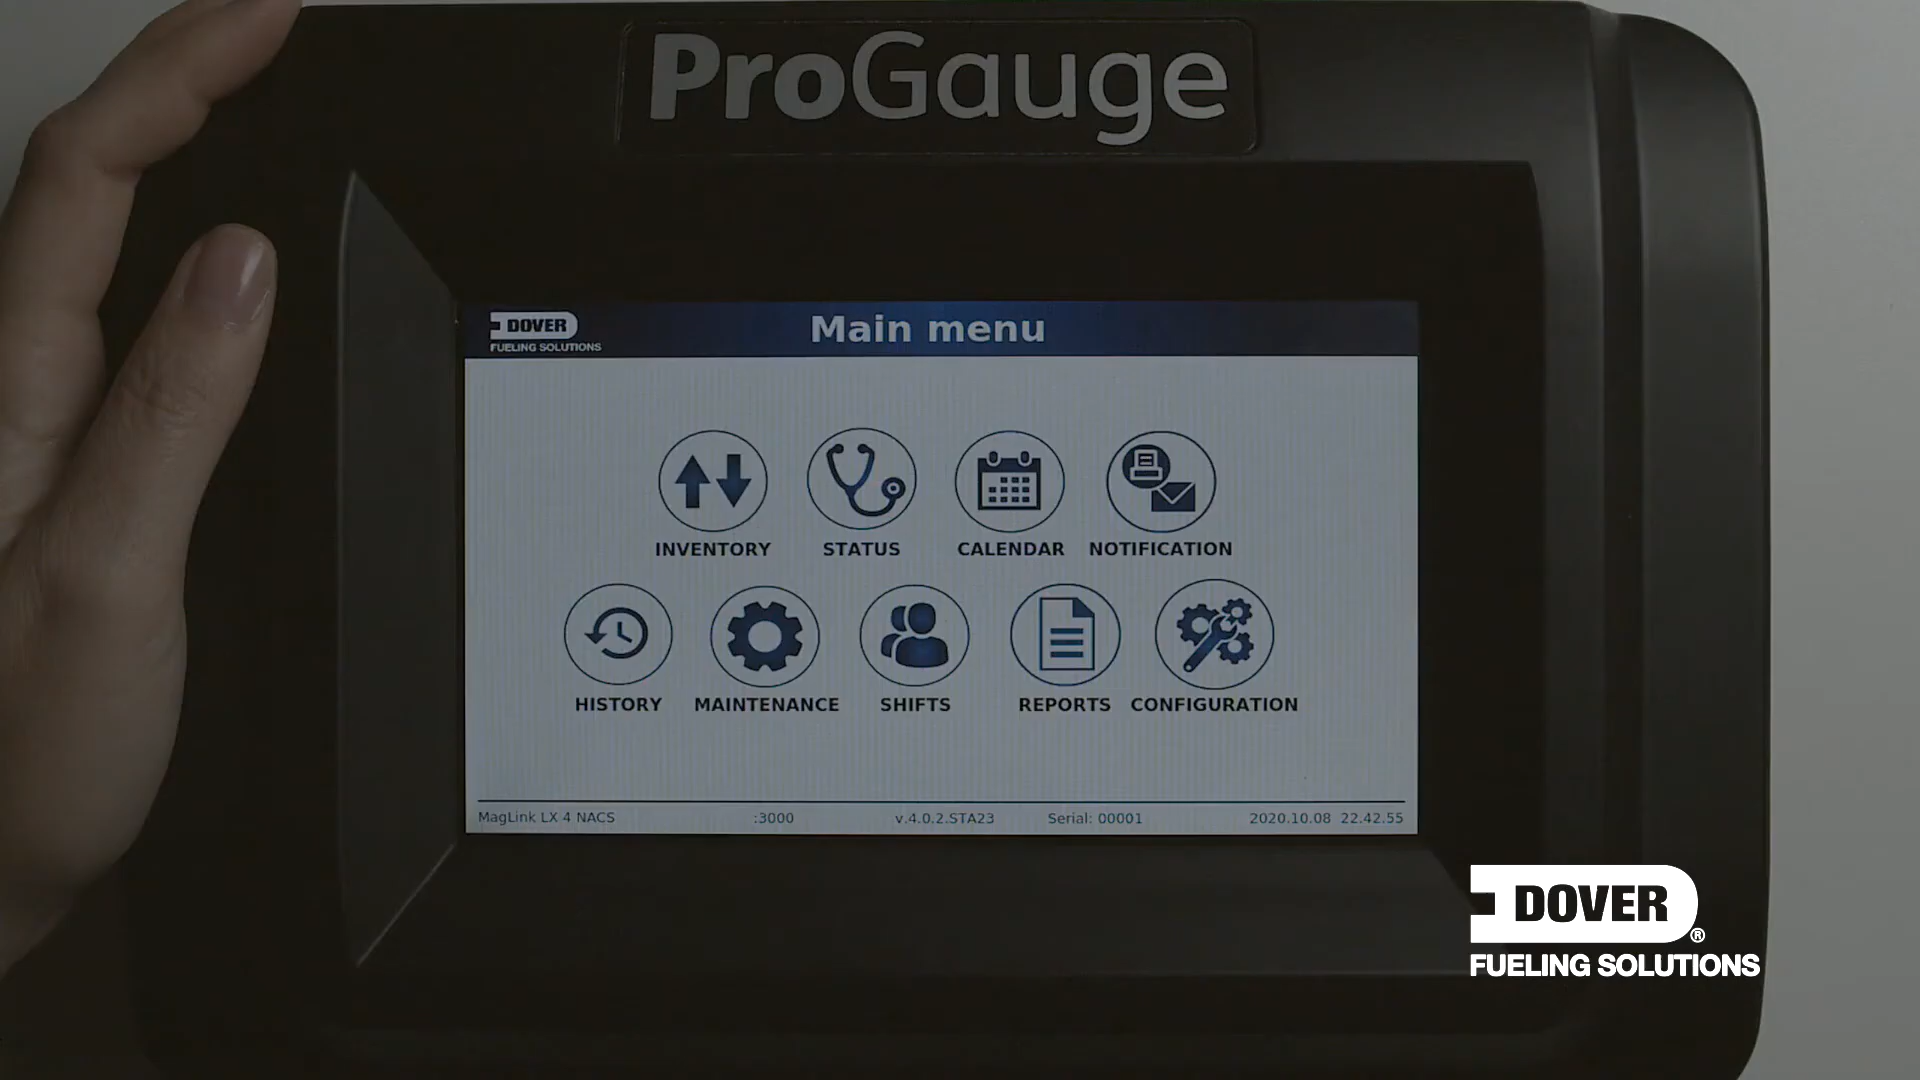 ProGauge
DOVER
FUELING SOLUTIONS
Main menu
INVENTORY STATUS CALENDAR NOTIFICATION
HISTORY MAINTENANCE SHIFTS REPORTS CONFIGURATION
MagLink LX 4 NACS :3000 v.4.0.2.STA23 Serial: 00001 2020.10.08 22.42.55
DOVER®
FUELING SOLUTIONS